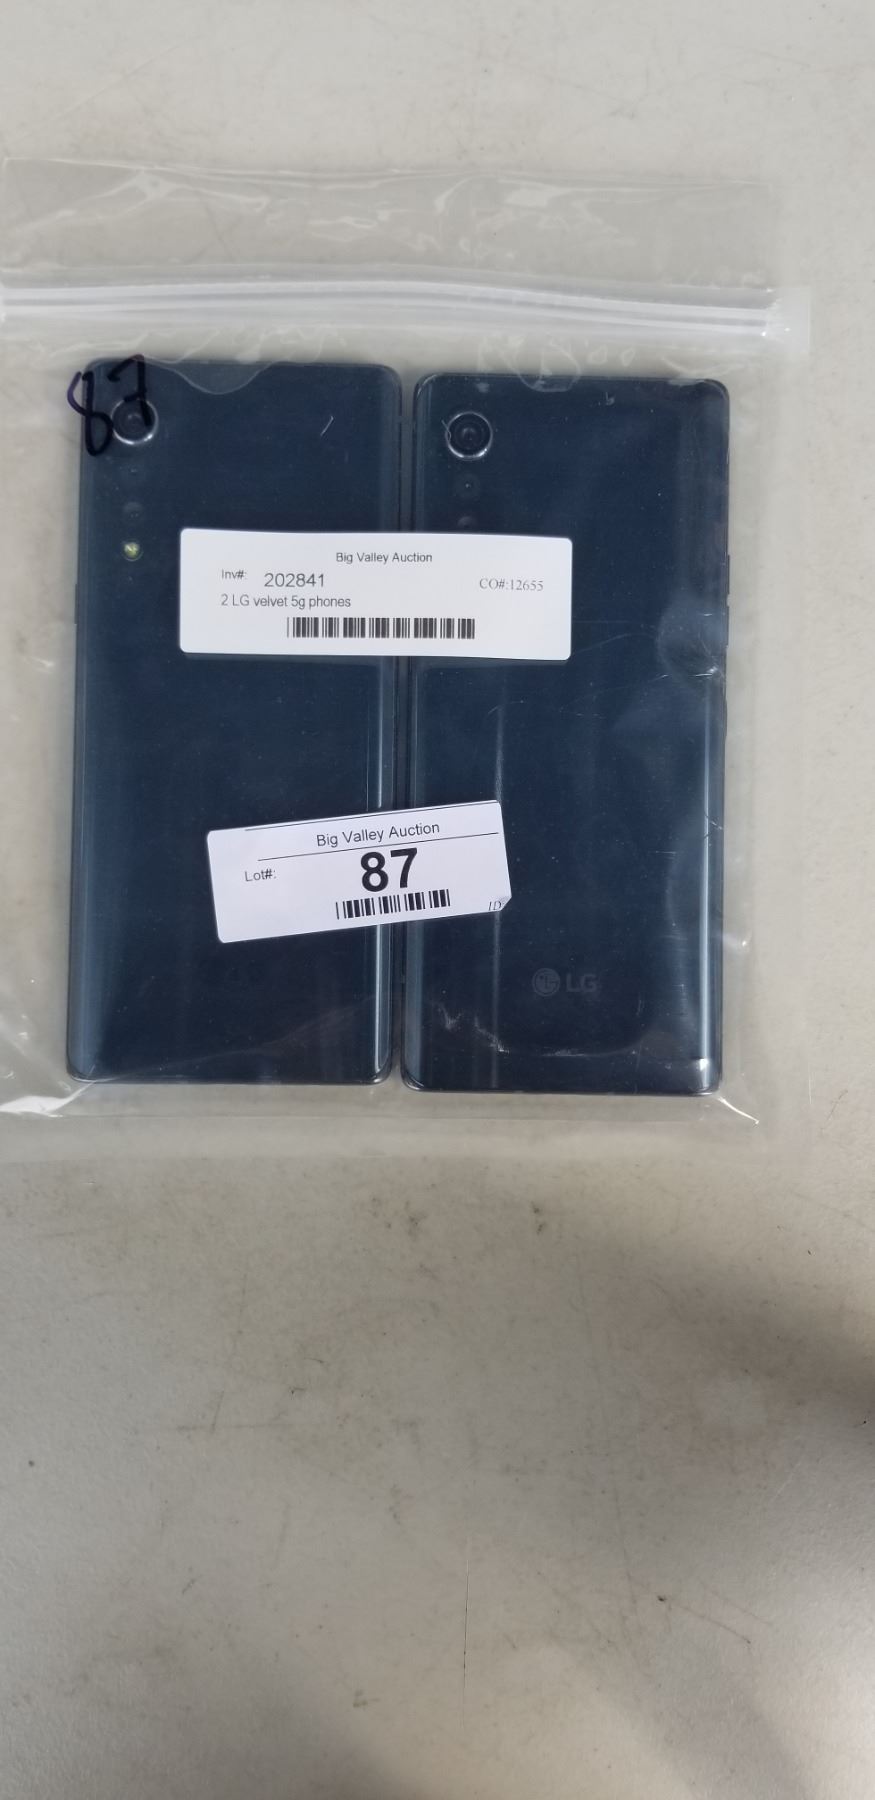 87
Big Valley Auction
Inv#: 202841 CO#:12655
2 LG velvet 5g phones
Big Valley Auction
Lot#: 87
ID
LG